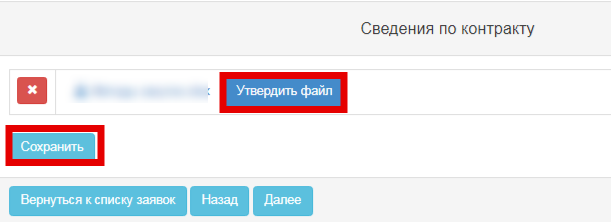 Сведения по контракту
Утвердить файл
Сохранить
Вернуться к списку заявок Назад Далее